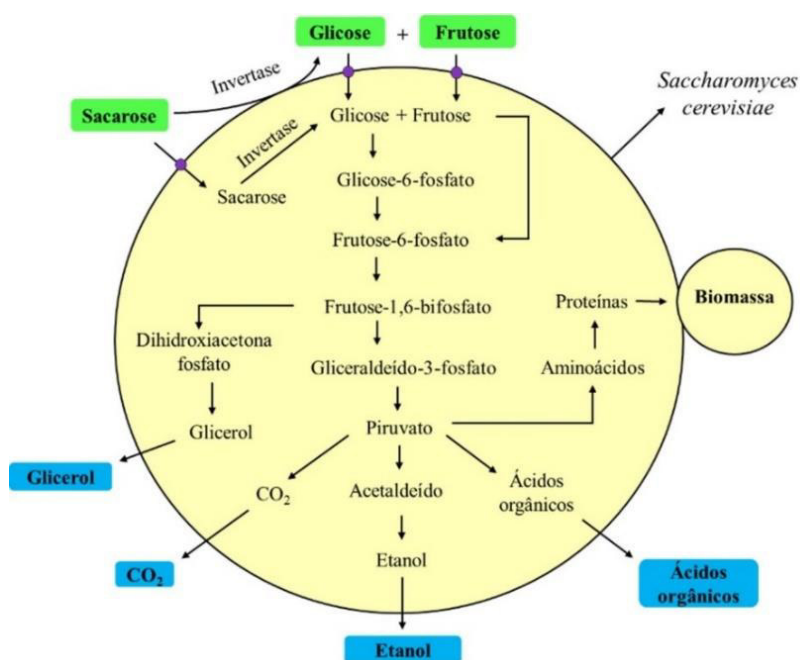 Glicose + Frutose
Invertase
Saccharomyces
cerevisiae
Sacarose
Glicose + Frutose
Invertase
Sacarose
Glicose-6-fosfato
Frutose-6-fosfato
Frutose-1,6-bifosfato
Proteínas
Biomassa
Dihidroxiacetona
fosfato
Gliceraldeído-3-fosfato
Aminoácidos
Glicerol
Piruvato
Glicerol
CO₂
Acetaldeído
Ácidos
orgânicos
Etanol
CO₂
Ácidos
orgânicos
Etanol